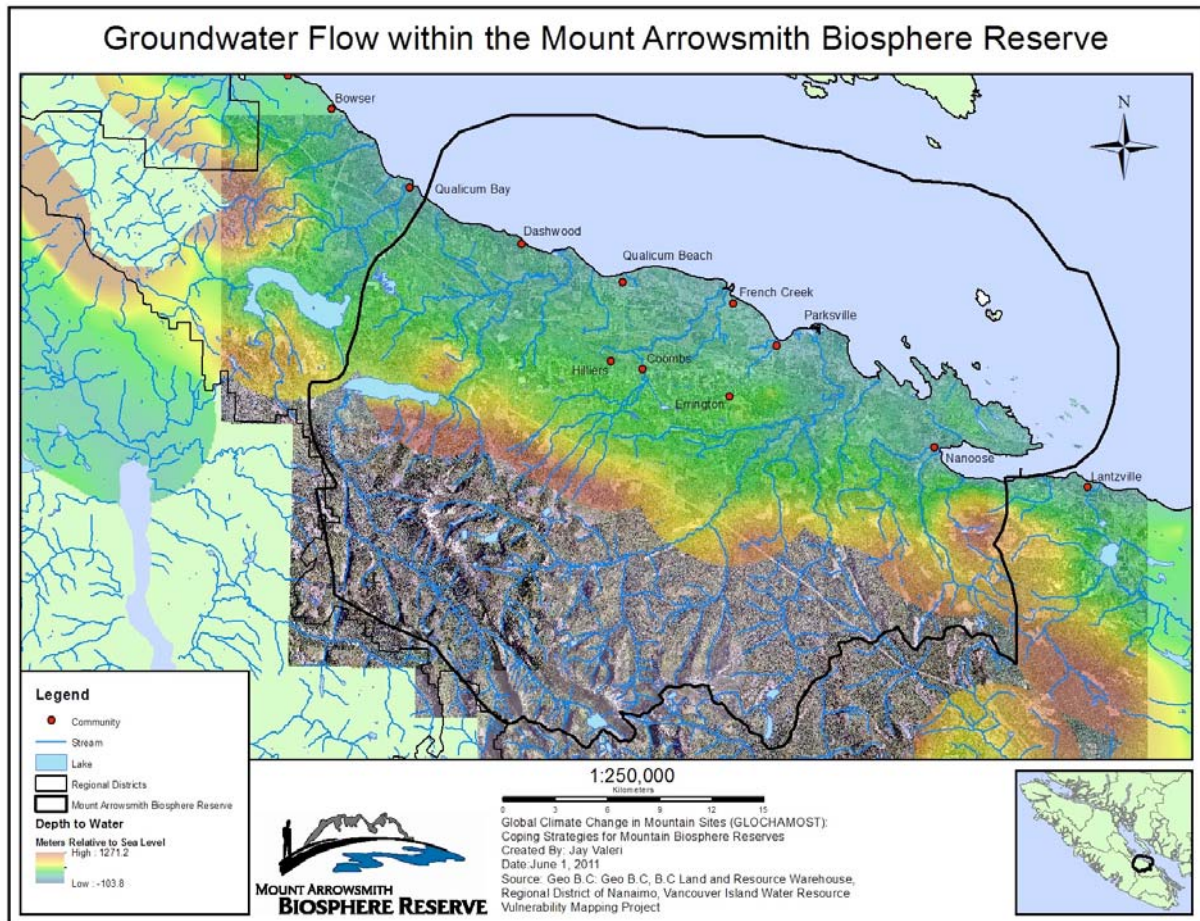 Groundwater Flow within the Mount Arrowsmith Biosphere Reserve
Bowser
N
Qualicum Bay
Dashwood
Qualicum Beach
French Creek
Parksville
Coombs
Hilliers
Errington
Nanoose
Lantzville
Legend
Community
Stream
Lake
Regional Districts
Mount Arrowsmith Biosphere Reserve
Depth to Water
Meters Relative to Sea Level
High : 1271.2
Low : -103.8
MOUNT ARROWSMITH
BIOSPHERE RESERVE
1:250,000
Kilometers
0 3 6 9 12 15
Global Climate Change in Mountain Sites (GLOCHAMOST):
Coping Strategies for Mountain Biosphere Reserves
Created By: Jay Valeri
Date:June 1, 2011
Source: Geo B.C: Geo B.C, B.C Land and Resource Warehouse,
Regional District of Nanaimo, Vancouver Island Water Resource
Vulnerability Mapping Project